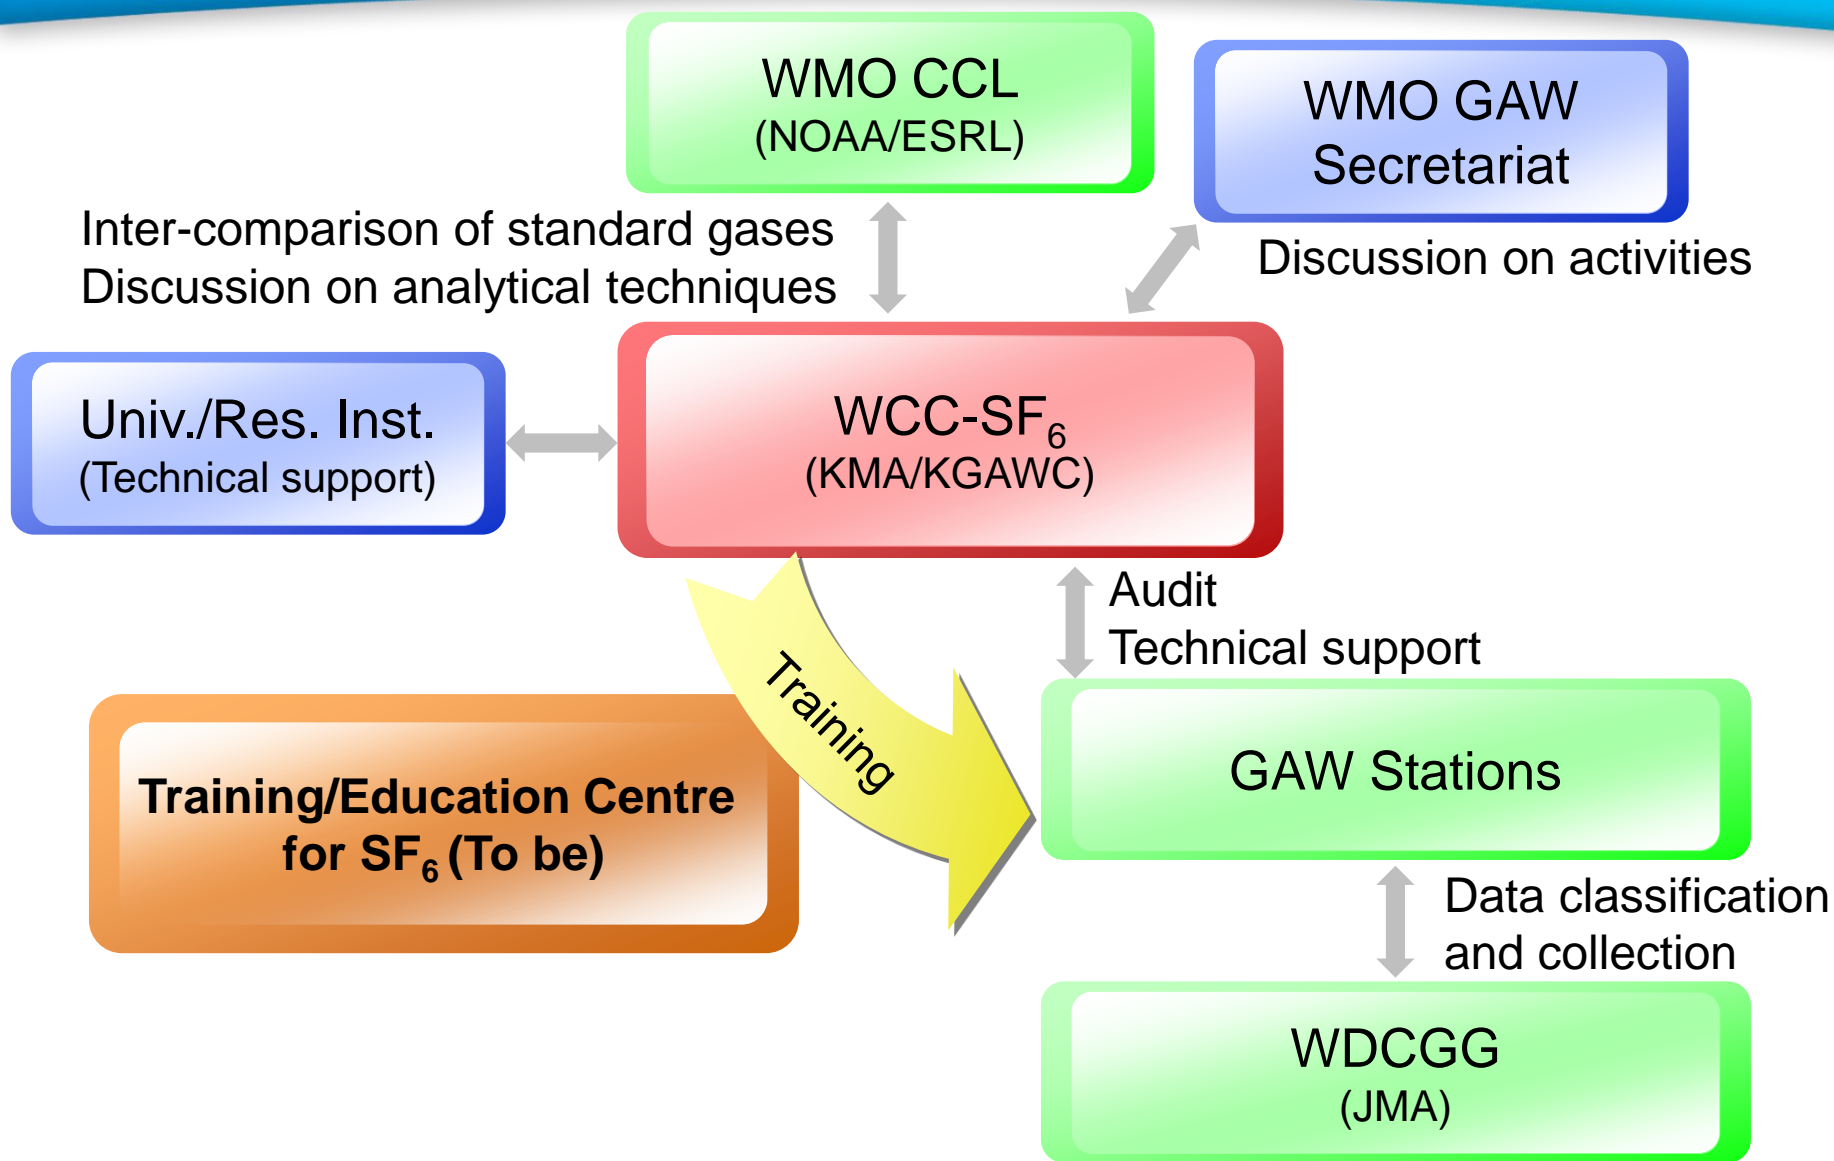 WMO CCL
(NOAA/ESRL)
WMO GAW
Secretariat
Inter-comparison of standard gases
Discussion on analytical techniques
Discussion on activities
Univ./Res. Inst.
(Technical support)
WCC-SF₆
(KMA/KGAWC)
Audit
Technical support
Training
Training/Education Centre
for SF₆ (To be)
GAW Stations
Data classification
and collection
WDCGG
(JMA)